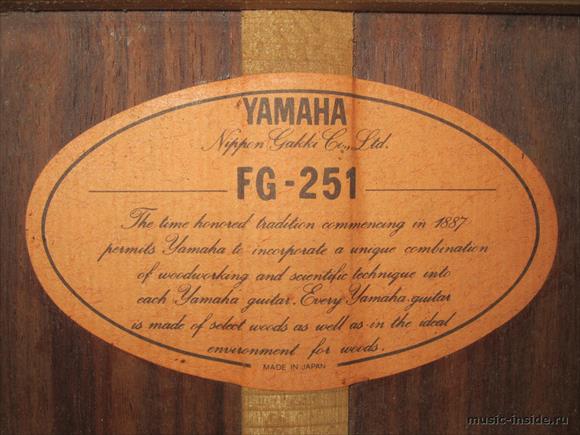 YAMAHA
Nippon Gakki Co., Ltd.
FG-251
The time honored tradition commencing in 1887
permits Yamaha to incorporate a unique combination
of woodworking and scientific technique into
each Yamaha guitar. Every Yamaha guitar
is made of select woods as well as in the ideal
environment for woods.
MADE IN JAPAN
music-inside.ru